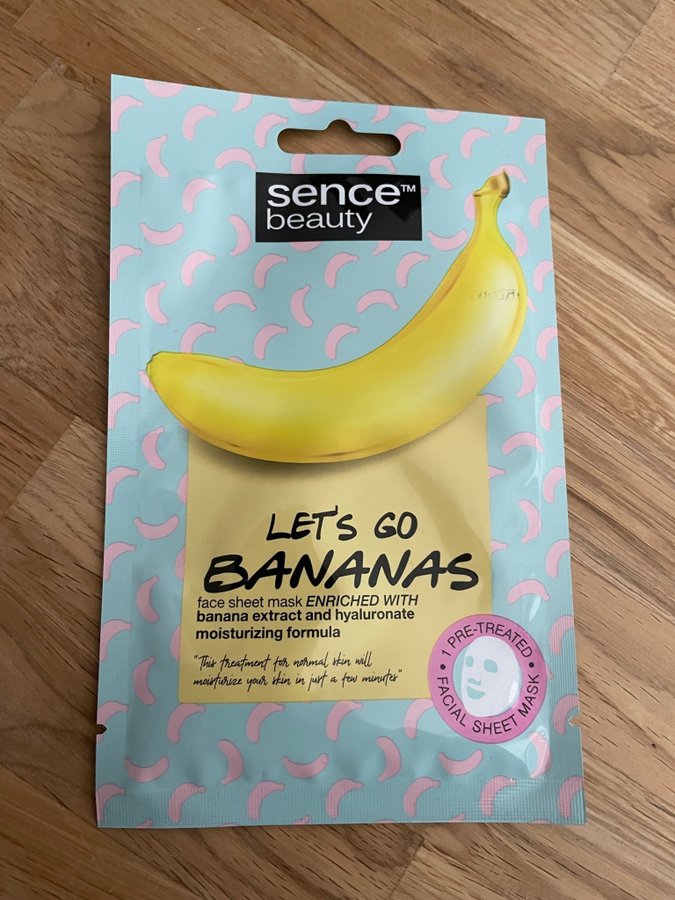 sence™
beauty
LET'S GO
BANANAS
face sheet mask ENRICHED WITH
banana extract and hyaluronate
moisturizing formula
"This treatment for normal skin will
moisturize your skin in just a few minutes"
• 1 PRE-TREATED •
FACIAL SHEET MASK